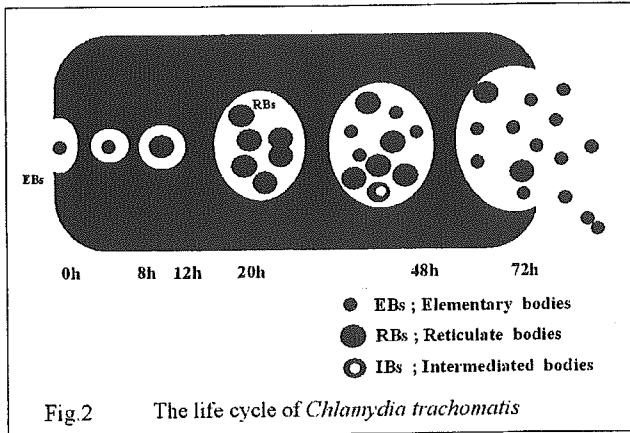 RBs
EBs
0h 8h 12h 20h 48h 72h
EBs ; Elementary bodies
RBs ; Reticulate bodies
IBs ; Intermediated bodies
Fig.2 The life cycle of Chlamydia trachomatis